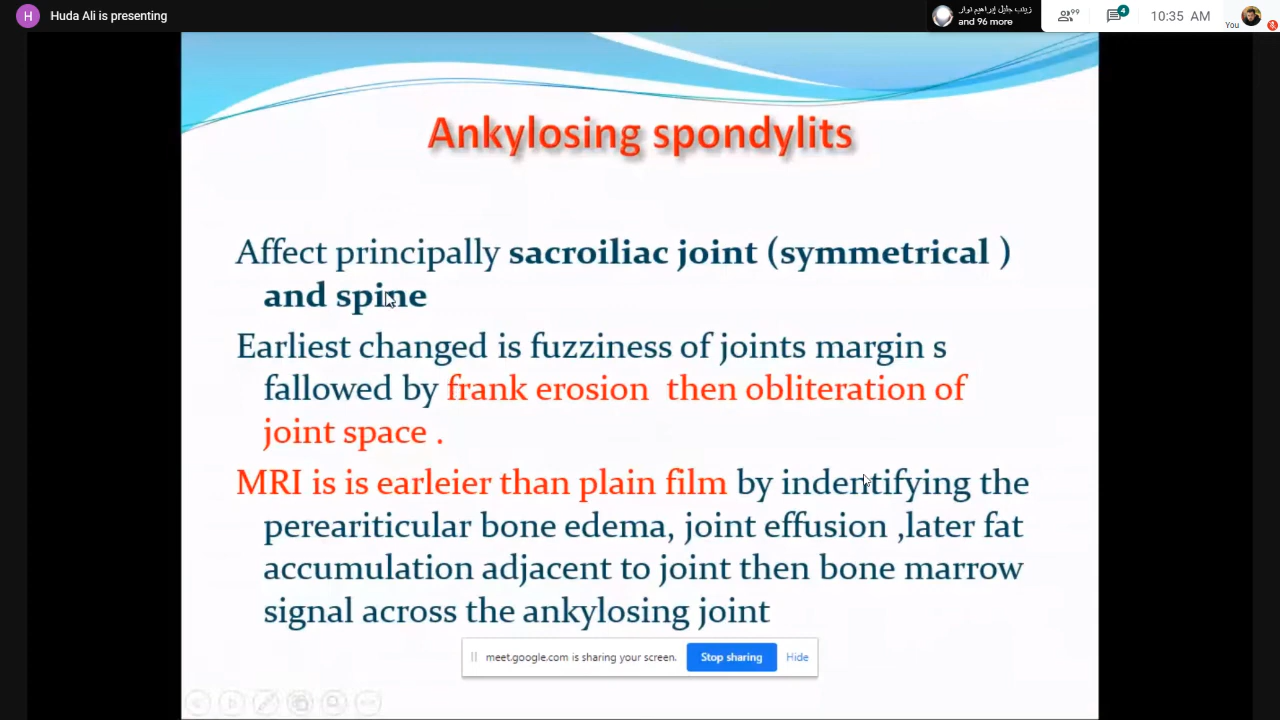 H Huda Ali is presenting
زينب جليل إبراهيم نوار
and 96 more
99
4
10:35 AM
You
Ankylosing spondylits
Affect principally sacroiliac joint (symmetrical )
and spine
Earliest changed is fuzziness of joints margin s
fallowed by frank erosion then obliteration of
joint space .
MRI is is earleier than plain film by indentifying the
pereariticular bone edema, joint effusion ,later fat
accumulation adjacent to joint then bone marrow
signal across the ankylosing joint
meet.google.com is sharing your screen. Stop sharing Hide